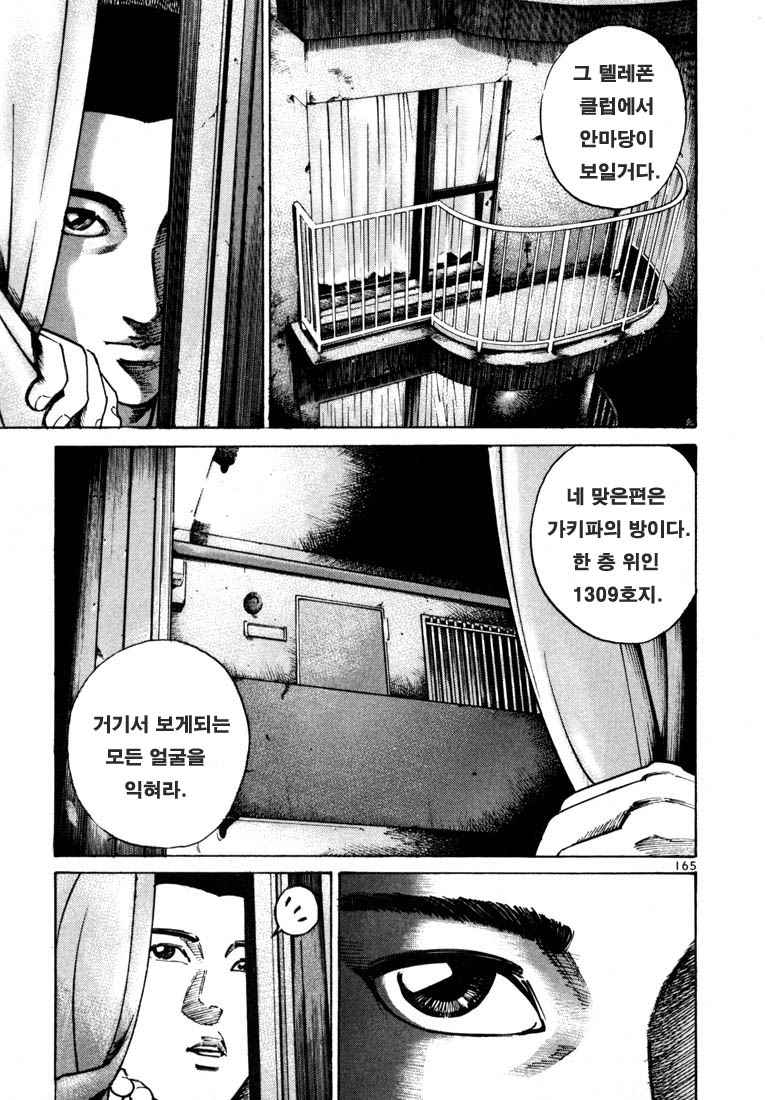 그 텔레폰
클럽에서
안마당이
보일거다.
네 맞은편은
가키파의 방이다.
한 층 위인
1309호지.
거기서 보게되는
모든 얼굴을
익혀라.
165